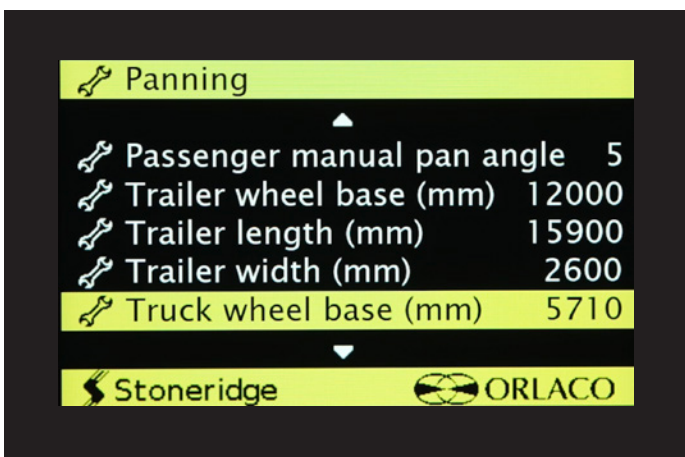 Panning
Passenger manual pan angle 5
Trailer wheel base (mm) 12000
Trailer length (mm) 15900
Trailer width (mm) 2600
Truck wheel base (mm) 5710
Stoneridge ORLACO